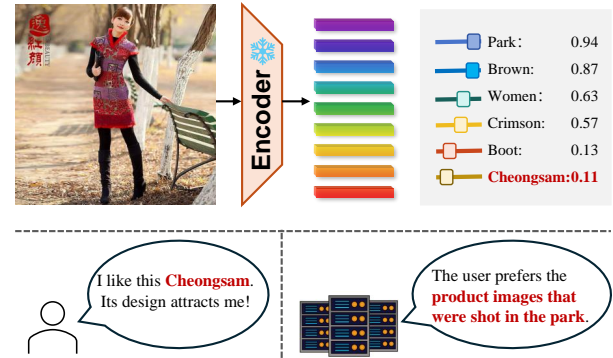 紅顔
Encoder
Park: 0.94
Brown: 0.87
Women: 0.63
Crimson: 0.57
Boot: 0.13
Cheongsam:0.11
I like this Cheongsam.
Its design attracts me!
The user prefers the
product images that
were shot in the park.